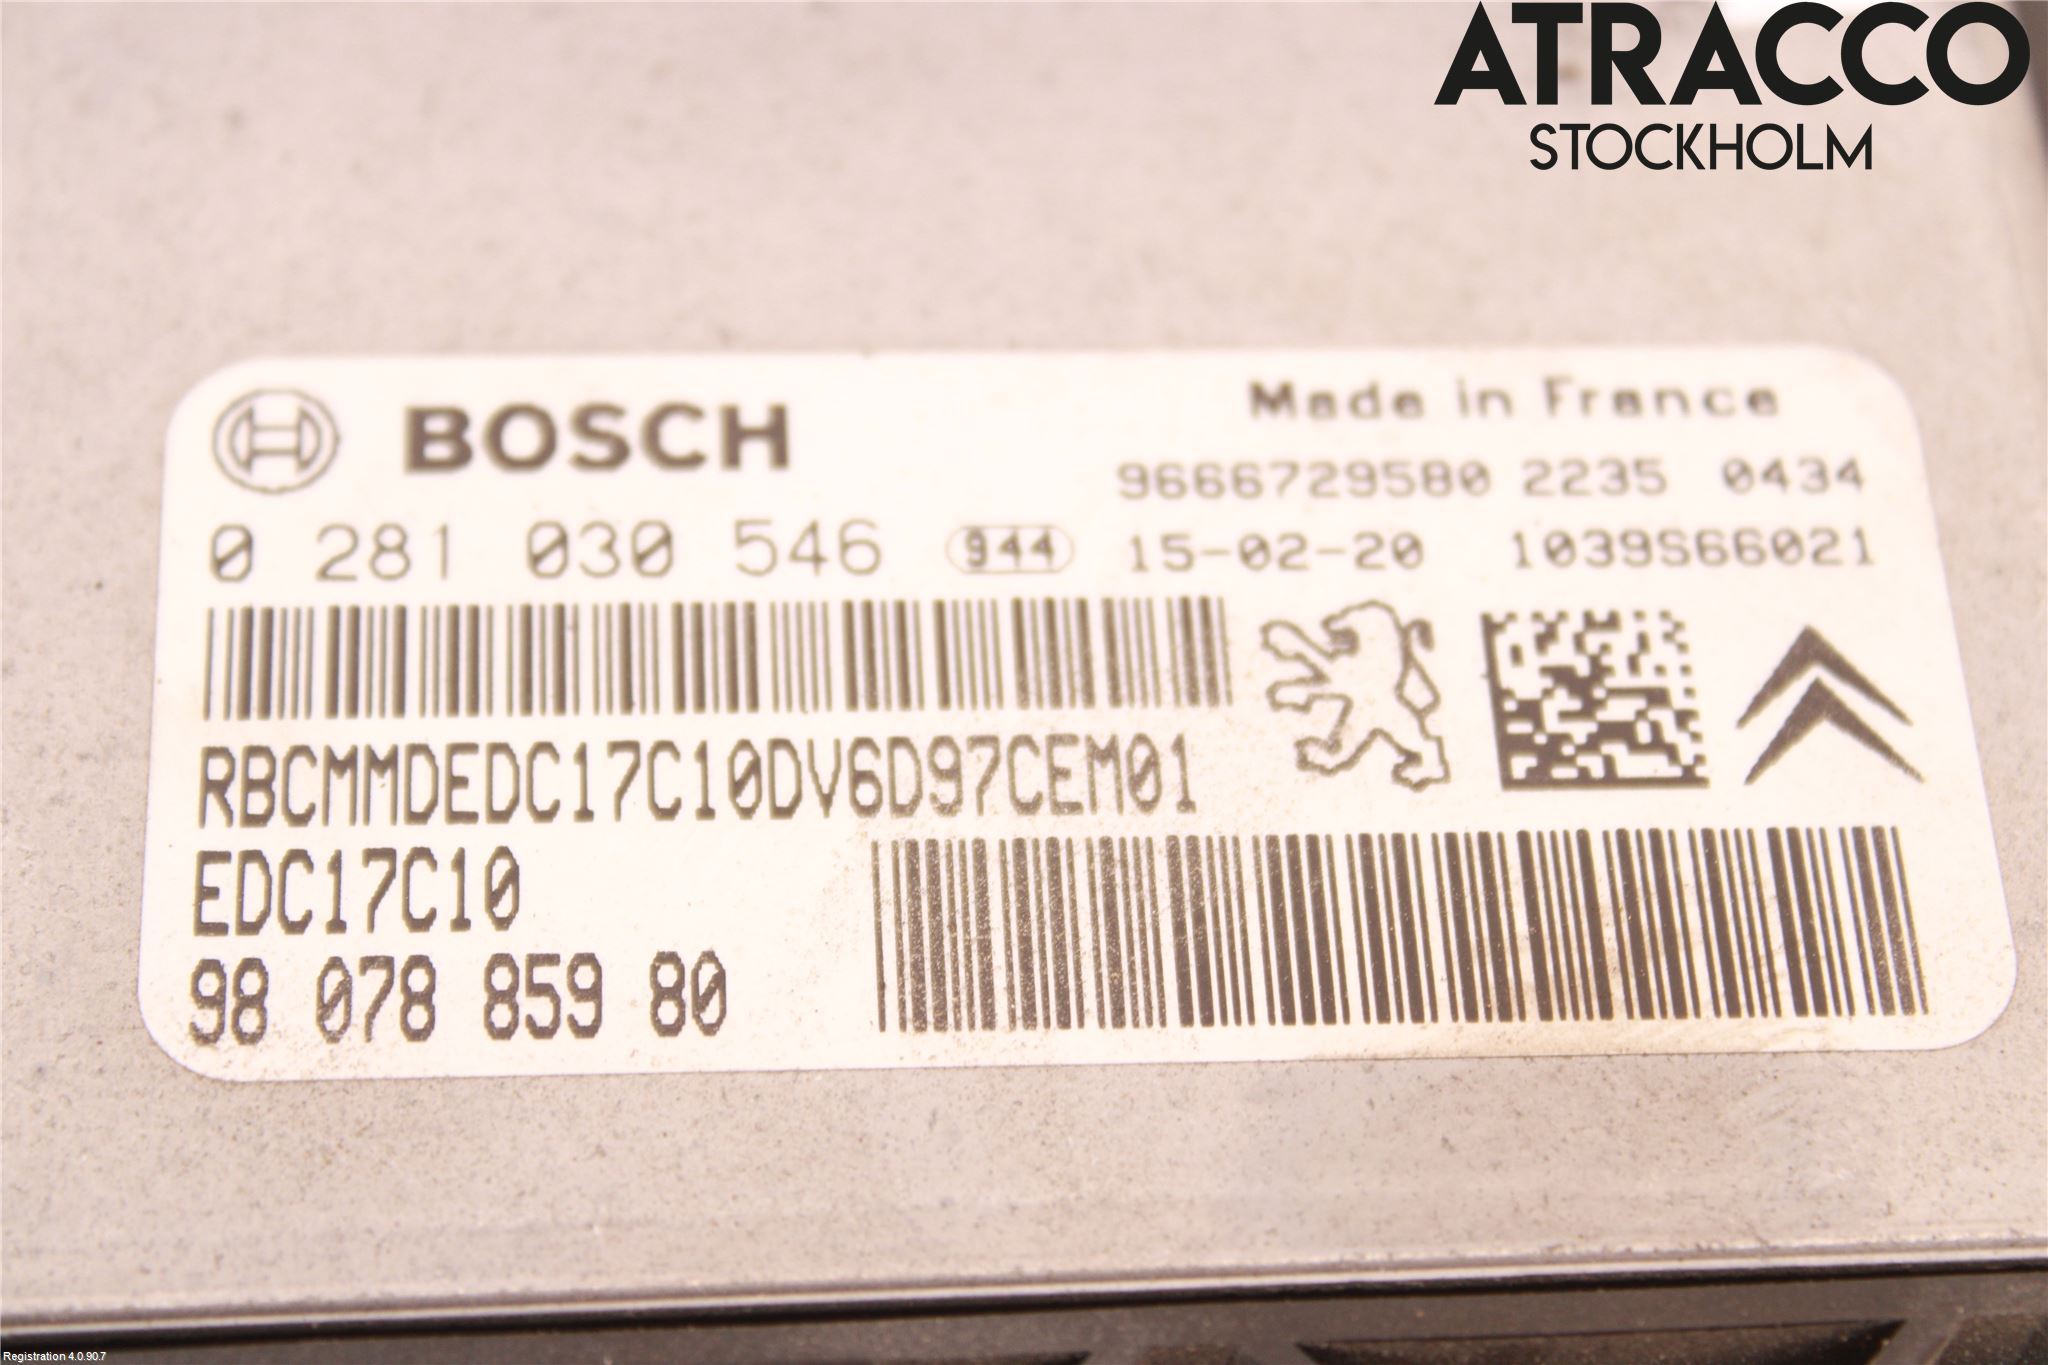 ATRACCO
STOCKHOLM
BOSCH
Made in France
9666729580 2235 0434
0 281 030 546 944 15-02-20 1039S66021
RBCMMDEDC17C10DV6D97CEM01
EDC17C10
98 078 859 80
Registration 4.0.90.7